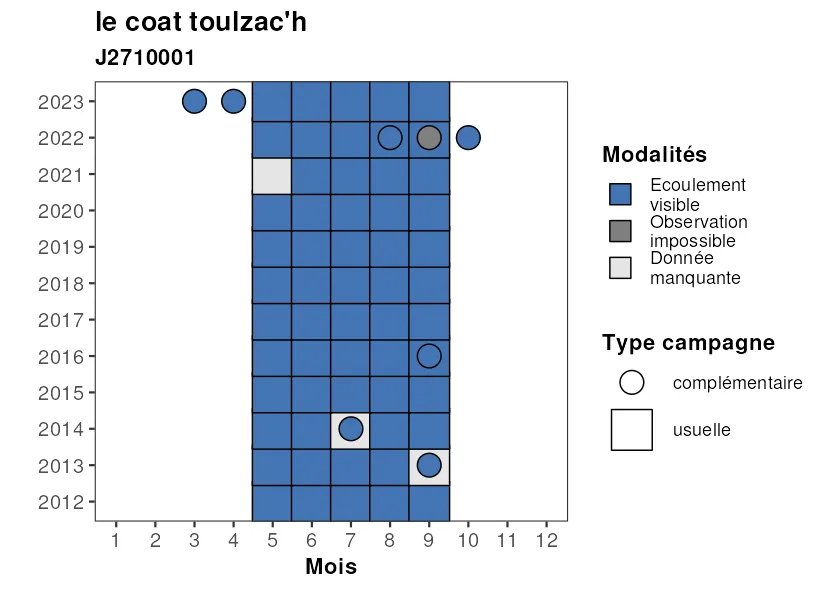 le coat toulzac'h
J2710001
2023
2022
2021
2020
2019
2018
2017
2016
2015
2014
2013
2012
1 2 3 4 5 6 7 8 9 10 11 12
Mois
Modalités
Ecoulement
visible
Observation
impossible
Donnée
manquante
Type campagne
complémentaire
usuelle